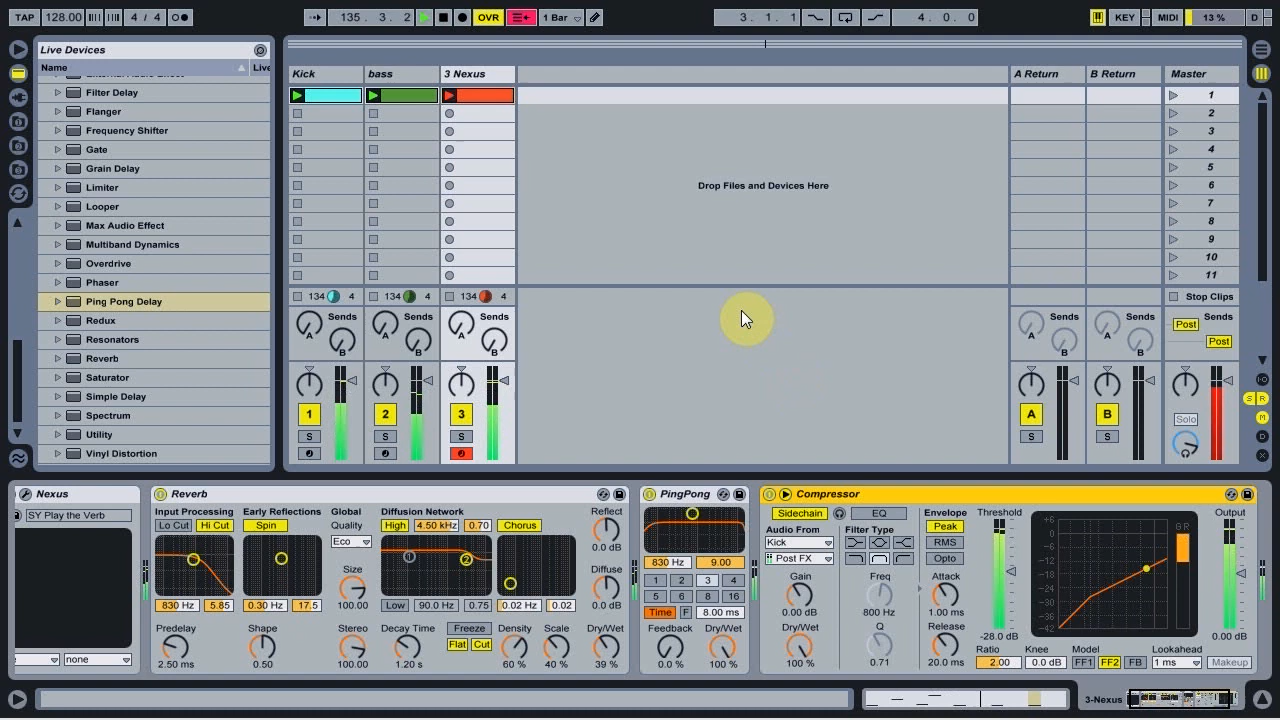 TAP 128.00 4 / 4
135 . 3 . 2 OVR 1 Bar
3 . 1 . 1 4 . 0 . 0
KEY MIDI 13 % D
Live Devices
Name Live
External Audio Effect
Filter Delay
Flanger
Frequency Shifter
Gate
Grain Delay
Limiter
Looper
Max Audio Effect
Multiband Dynamics
Overdrive
Phaser
Ping Pong Delay
Redux
Resonators
Reverb
Saturator
Simple Delay
Spectrum
Utility
Vinyl Distortion
Kick bass 3 Nexus A Return B Return Master
1
2
3
4
5
6
7
8
9
10
11
Drop Files and Devices Here
134 4 134 4 134 4 Stop Clips
Sends Sends Sends Sends Sends Sends
A A A A A Post
B B B B B Post
1 2 3 A B Solo
S S S S S
S R
M
D
X
Nexus
SY Play the Verb
none
Reverb
Input Processing Early Reflections Global Diffusion Network Reflect
Lo Cut Hi Cut Spin Quality High 4.50 kHz 0.70 Chorus
Eco 0.0 dB
Size Diffuse
830 Hz 5.85 0.30 Hz 17.5 100.00 Low 90.0 Hz 0.75 0.02 Hz 0.02 0.0 dB
Predelay Shape Stereo Decay Time Freeze Density Scale Dry/Wet
Flat Cut
2.50 ms 0.50 100.00 1.20 s 60 % 40 % 39 %
PingPong
830 Hz 9.00
1 2 3 4
5 6 8 16
Time F 8.00 ms
Feedback Dry/Wet
0.0 % 100 %
Compressor
Sidechain EQ Envelope Threshold Output
Audio From Filter Type Peak
Kick RMS
Post FX Opto
Gain Freq Attack
0.00 dB 800 Hz 1.00 ms
Dry/Wet Q Release
100 % 0.71 20.0 ms
+6
0
-6
-12
-18
-24
-30
-36
-42
G R
-28.0 dB 0.00 dB
Ratio Knee Model Lookahead
2.00 0.0 dB FF1 FF2 FB 1 ms Makeup
3-Nexus